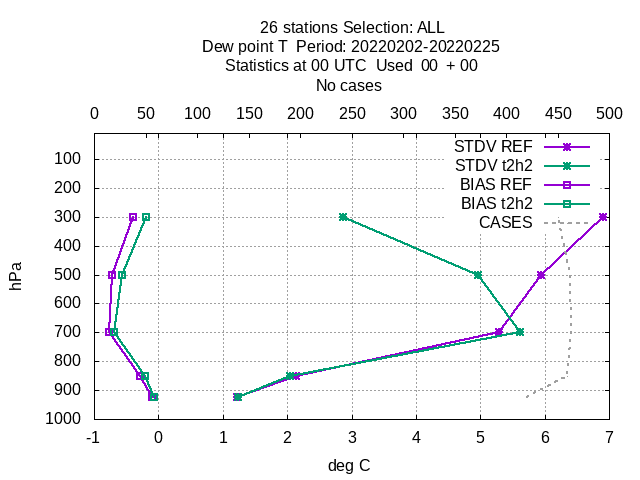 26 stations Selection: ALL
Dew point T  Period: 20220202-20220225
Statistics at 00 UTC  Used  00  + 00
No cases
0 50 100 150 200 250 300 350 400 450 500
STDV REF
STDV t2h2
BIAS REF
BIAS t2h2
CASES
100
200
300
400
500
600
700
800
900
1000
hPa
-1 0 1 2 3 4 5 6 7
deg C